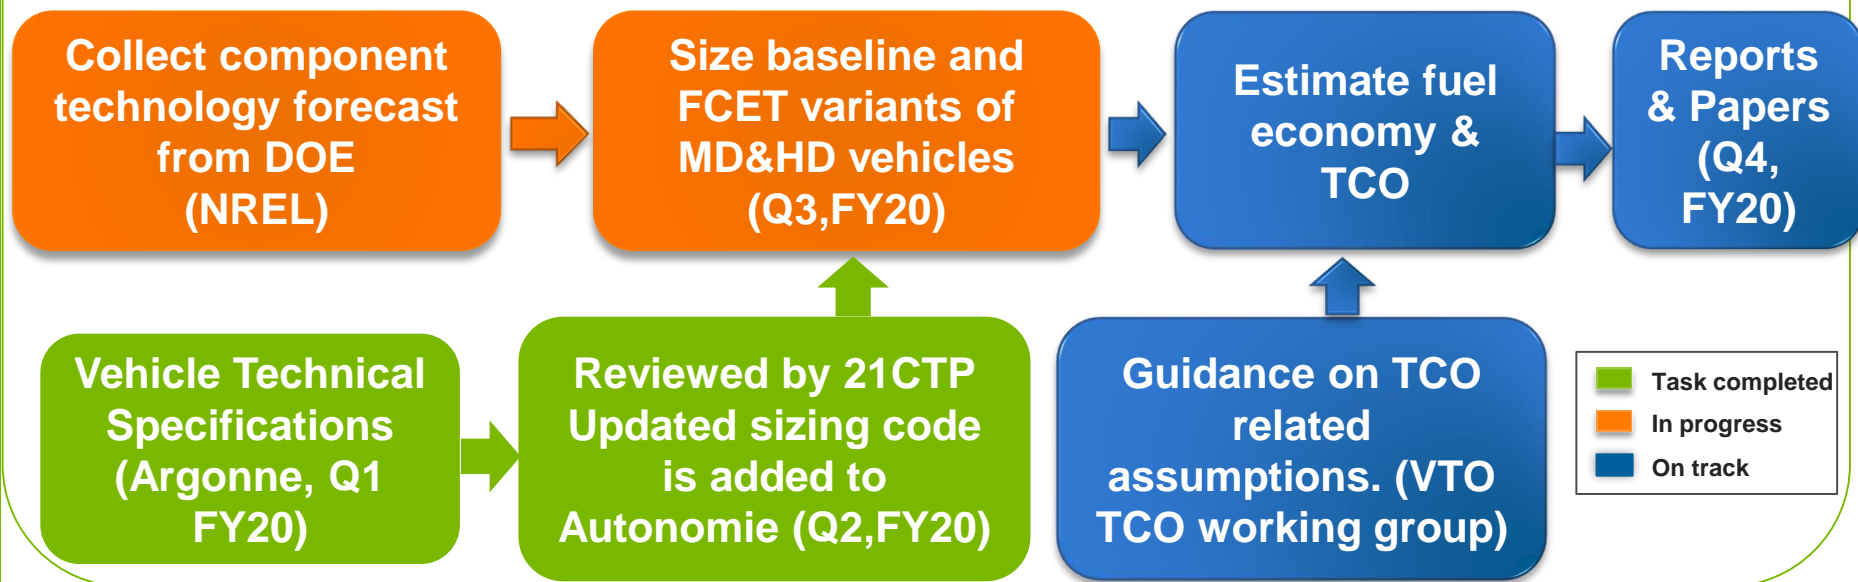 Collect component
technology forecast
from DOE
(NREL)
Size baseline and
FCET variants of
MD&HD vehicles
(Q3,FY20)
Estimate fuel
economy &
TCO
Reports
& Papers
(Q4,
FY20)
Vehicle Technical
Specifications
(Argonne, Q1
FY20)
Reviewed by 21CTP
Updated sizing code
is added to
Autonomie (Q2,FY20)
Guidance on TCO
related
assumptions. (VTO
TCO working group)
Task completed
In progress
On track